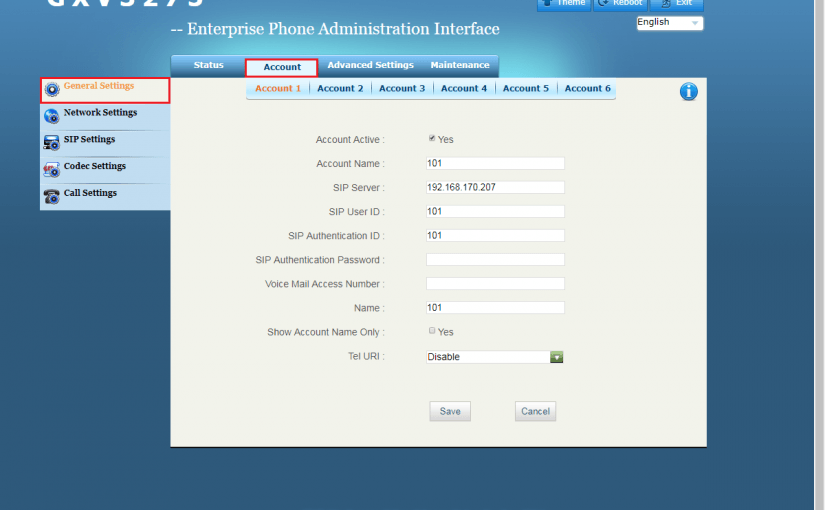 GXV3275
Theme Reboot Exit
-- Enterprise Phone Administration Interface
English
Status Account Advanced Settings Maintenance
General Settings
Account 1 Account 2 Account 3 Account 4 Account 5 Account 6
Network Settings
SIP Settings
Codec Settings
Call Settings
Account Active : Yes
Account Name : 101
SIP Server : 192.168.170.207
SIP User ID : 101
SIP Authentication ID : 101
SIP Authentication Password :
Voice Mail Access Number :
Name : 101
Show Account Name Only : Yes
Tel URI : Disable
Save Cancel